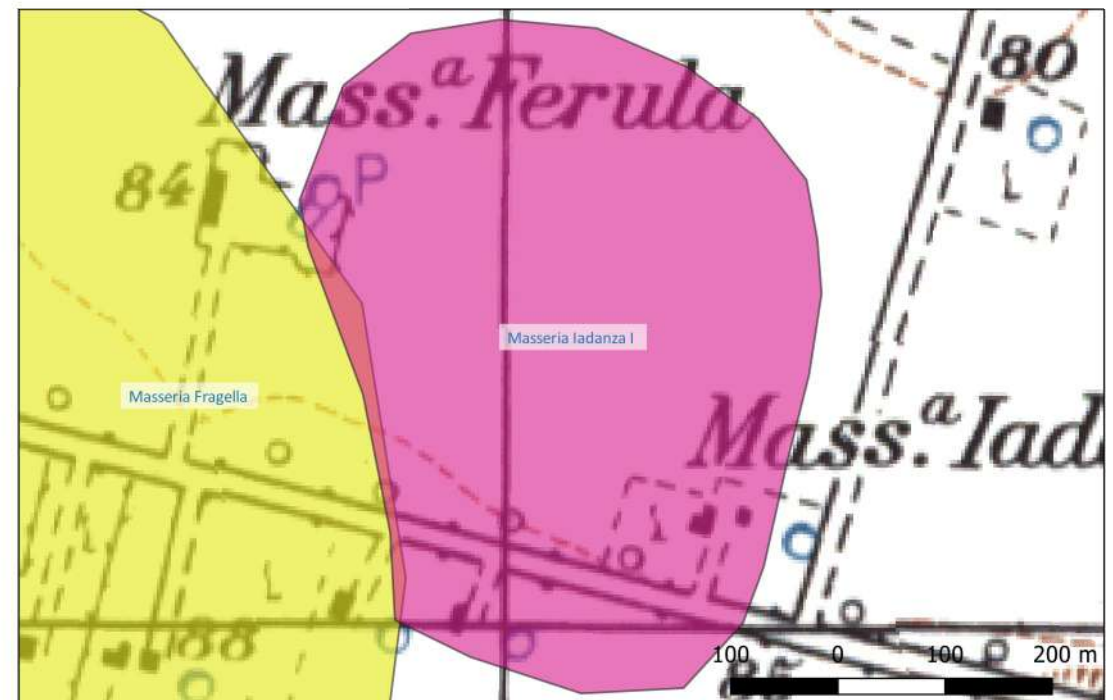 Mass.ª Ferula
80
84
P
Masseria Iadanza I
Masseria Fragella
Mass.ª Iad
88
100 0 100 200 m